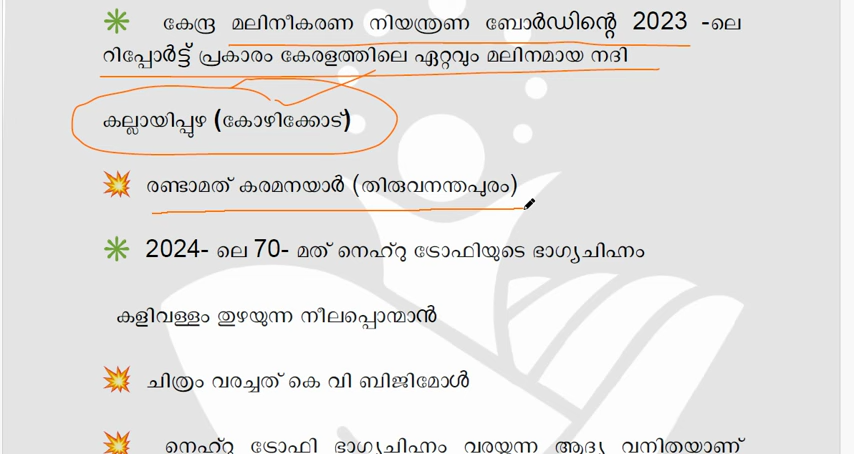 കേന്ദ്ര മലിനീകരണ നിയന്ത്രണ ബോർഡിന്റെ 2023 -ലെ
റിപ്പോർട്ട് പ്രകാരം കേരളത്തിലെ ഏറ്റവും മലിനമായ നദി
കല്ലായിപ്പുഴ (കോഴിക്കോട്)
രണ്ടാമത് കരമനയാർ (തിരുവനന്തപുരം)
2024- ലെ 70- മത് നെഹ്റു ട്രോഫിയുടെ ഭാഗ്യചിഹ്നം
കളിവള്ളം തുഴയുന്ന നീലപ്പൊന്മാൻ
ചിത്രം വരച്ചത് കെ വി ബിജിമോൾ
നെഹ്റു ട്രോഫി ഭാഗ്യചിഹ്നം വരയ്ക്കുന്ന ആദ്യ വനിതയാണ്